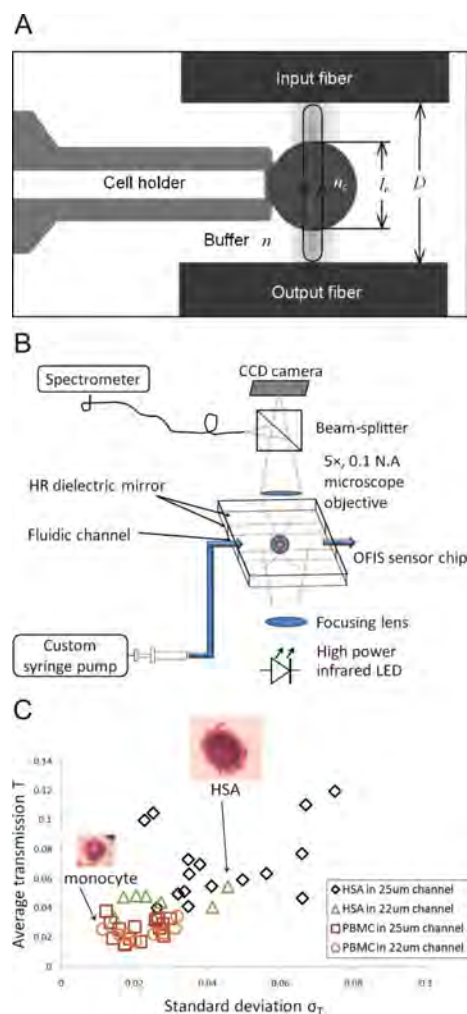 A
Input fiber
Cell holder
n_c
l_c
D
Buffer n
Output fiber
B
Spectrometer
CCD camera
Beam-splitter
5×, 0.1 N.A
microscope
objective
HR dielectric mirror
Fluidic channel
OFIS sensor chip
Focusing lens
Custom
syringe pump
High power
infrared LED
C
0.14
0.12
HSA
0.1
0.08
monocyte
0.06
0.04
0.02
0
Average transmission T
◇ HSA in 25um channel
△ HSA in 22um channel
□ PBMC in 25um channel
○ PBMC in 22um channel
0 0.02 0.04 0.06 0.08 0.1
Standard deviation σ_T